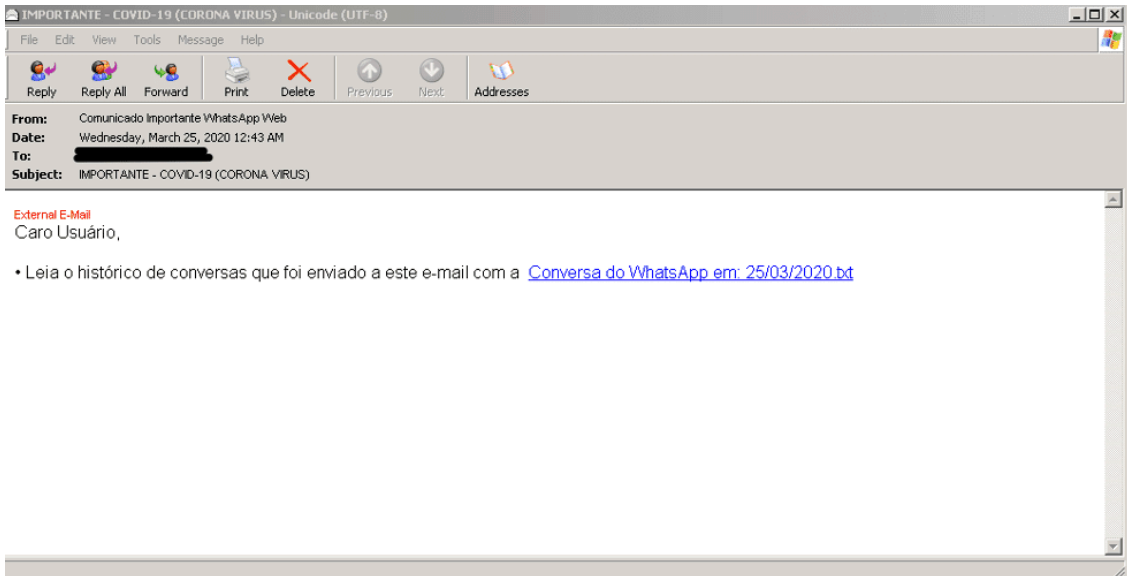 IMPORTANTE - COVID-19 (CORONA VIRUS) - Unicode (UTF-8)
File Edit View Tools Message Help
Reply Reply All Forward Print Delete Previous Next Addresses
From: Comunicado Importante WhatsApp Web
Date: Wednesday, March 25, 2020 12:43 AM
To:
Subject: IMPORTANTE - COVID-19 (CORONA VIRUS)
External E-Mail
Caro Usuário,
• Leia o histórico de conversas que foi enviado a este e-mail com a Conversa do WhatsApp em: 25/03/2020.txt